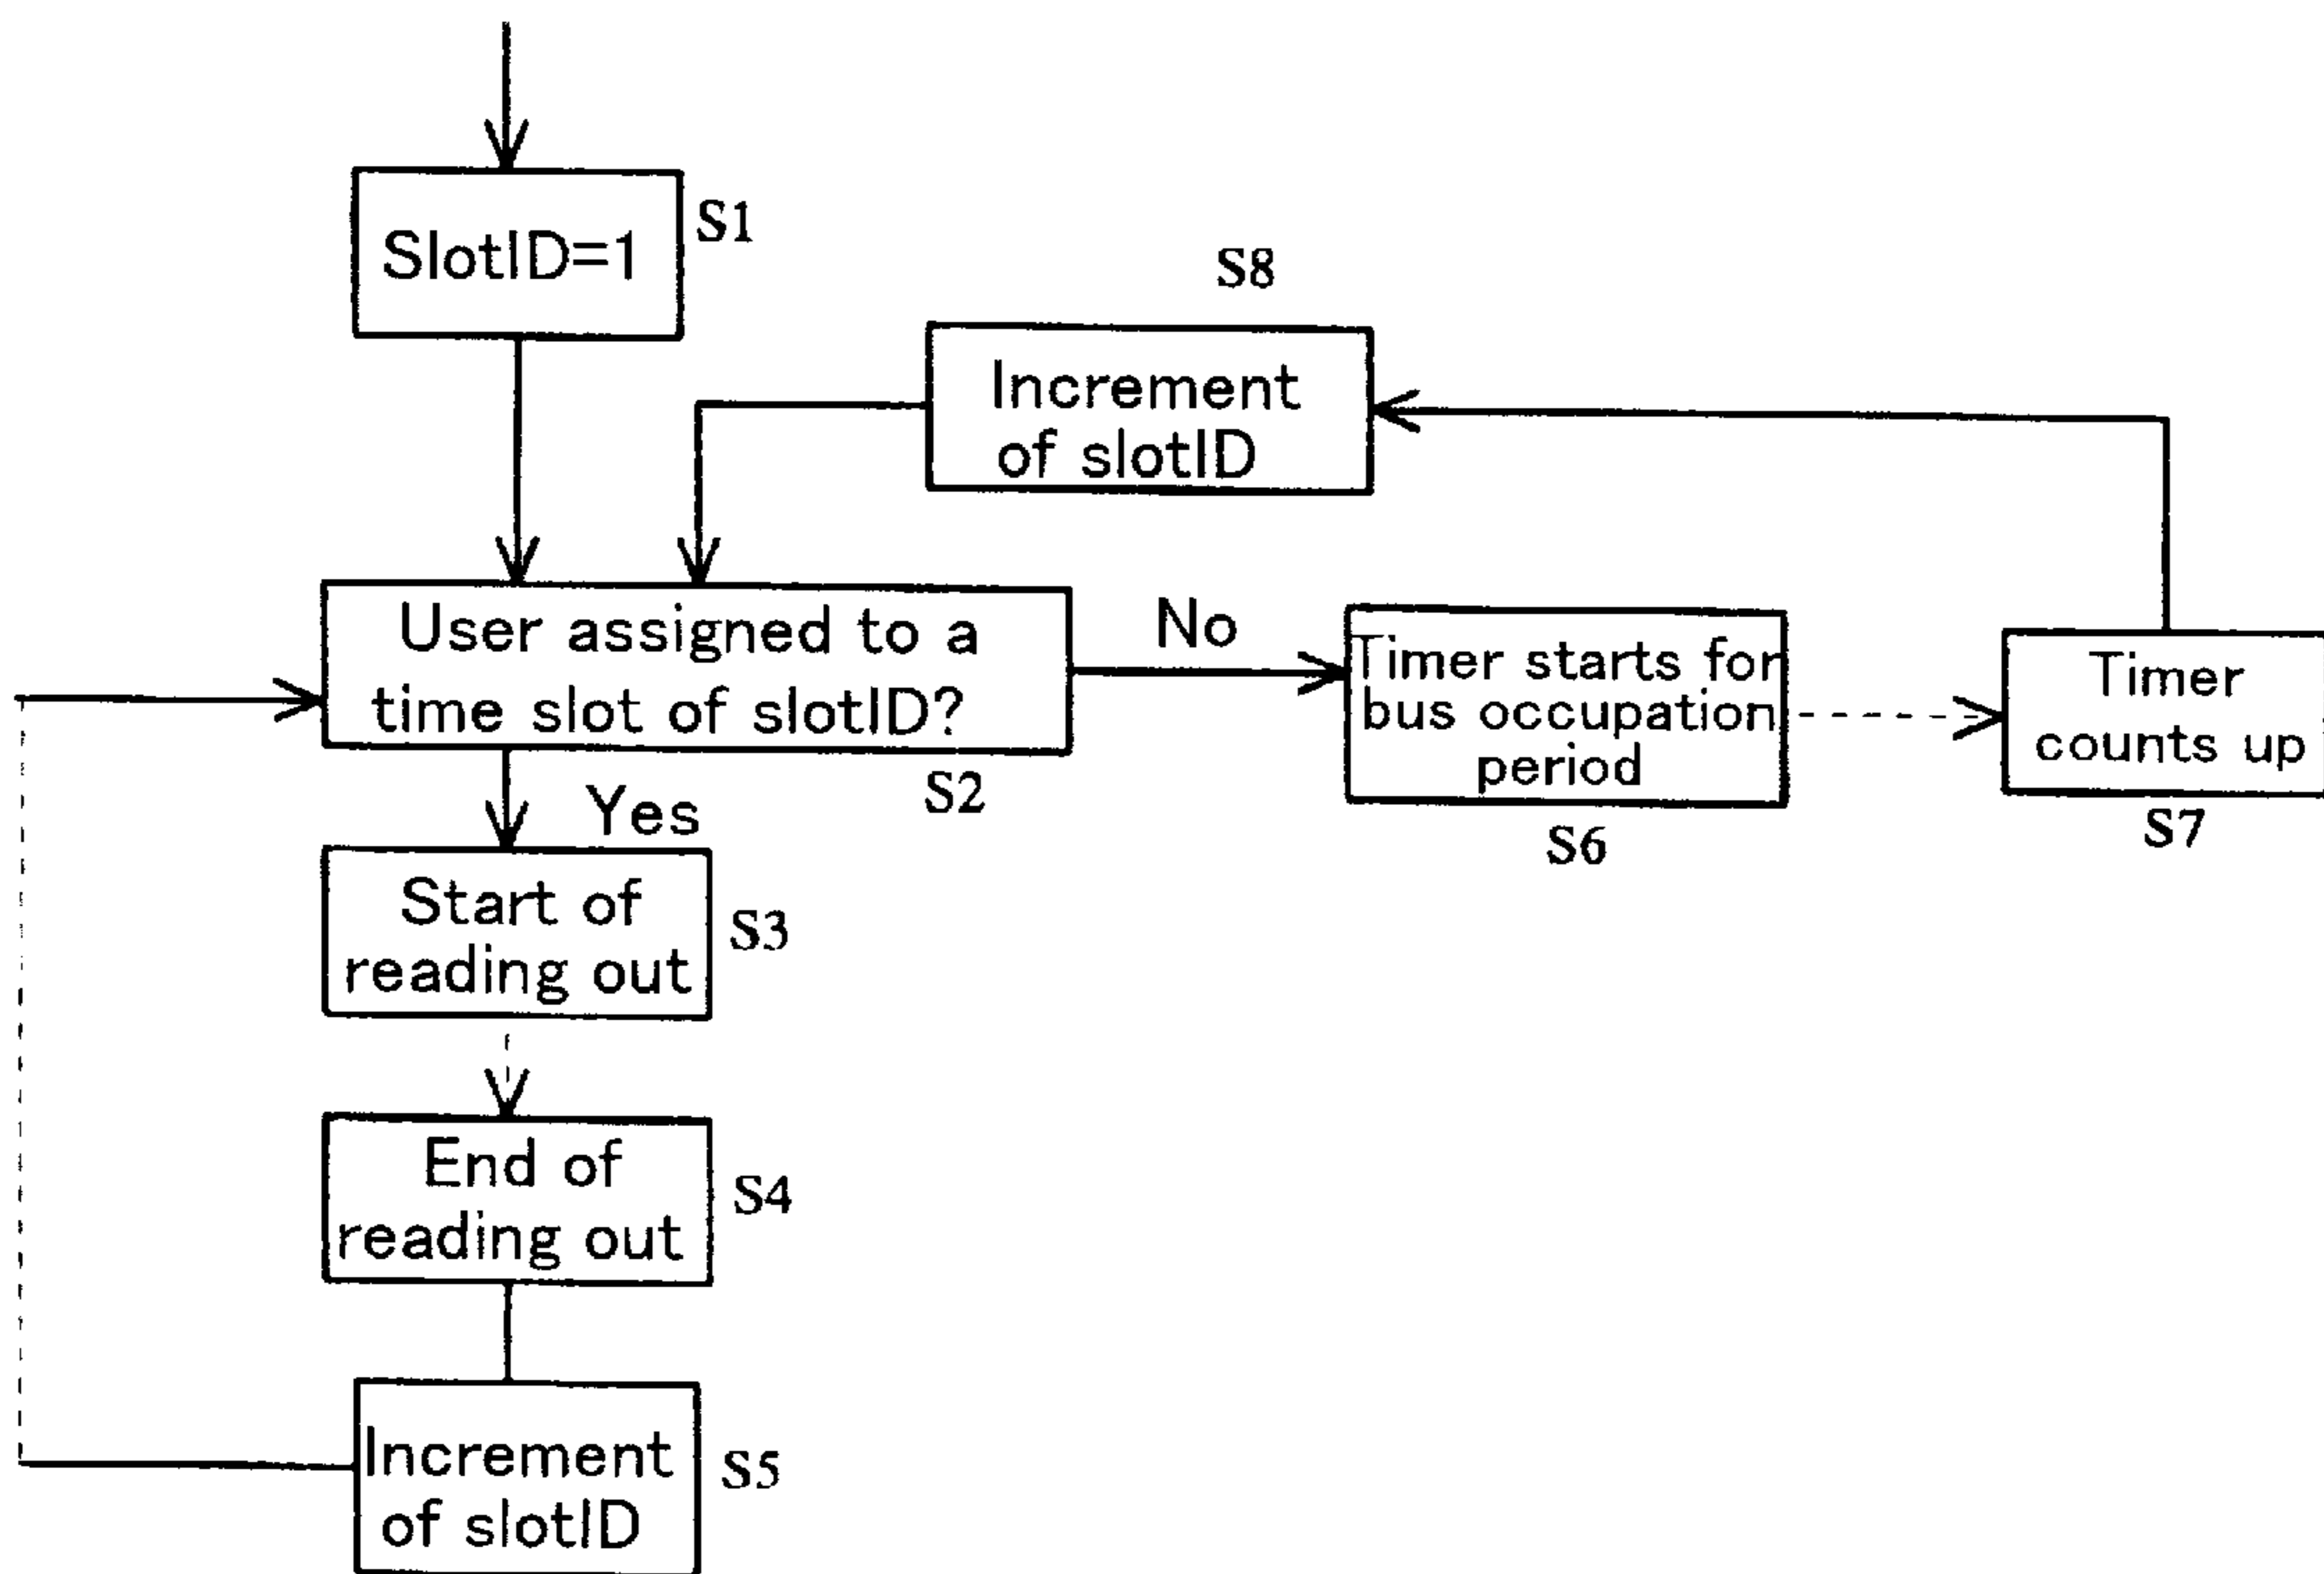 SlotID=1
S1
S8
Increment
of slotID
User assigned to a
time slot of slotID?
S2
No
Timer starts for
bus occupation
period
S6
Timer
counts up
S7
Yes
Start of
reading out
S3
End of
reading out
S4
Increment
of slotID
S5